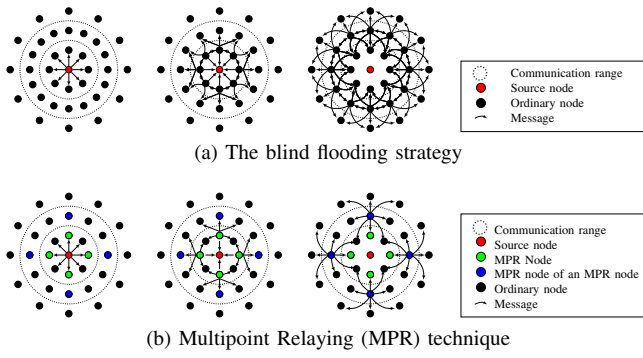 Communication range
Source node
Ordinary node
Message
(a) The blind flooding strategy
Communication range
Source node
MPR Node
MPR node of an MPR node
Ordinary node
Message
(b) Multipoint Relaying (MPR) technique